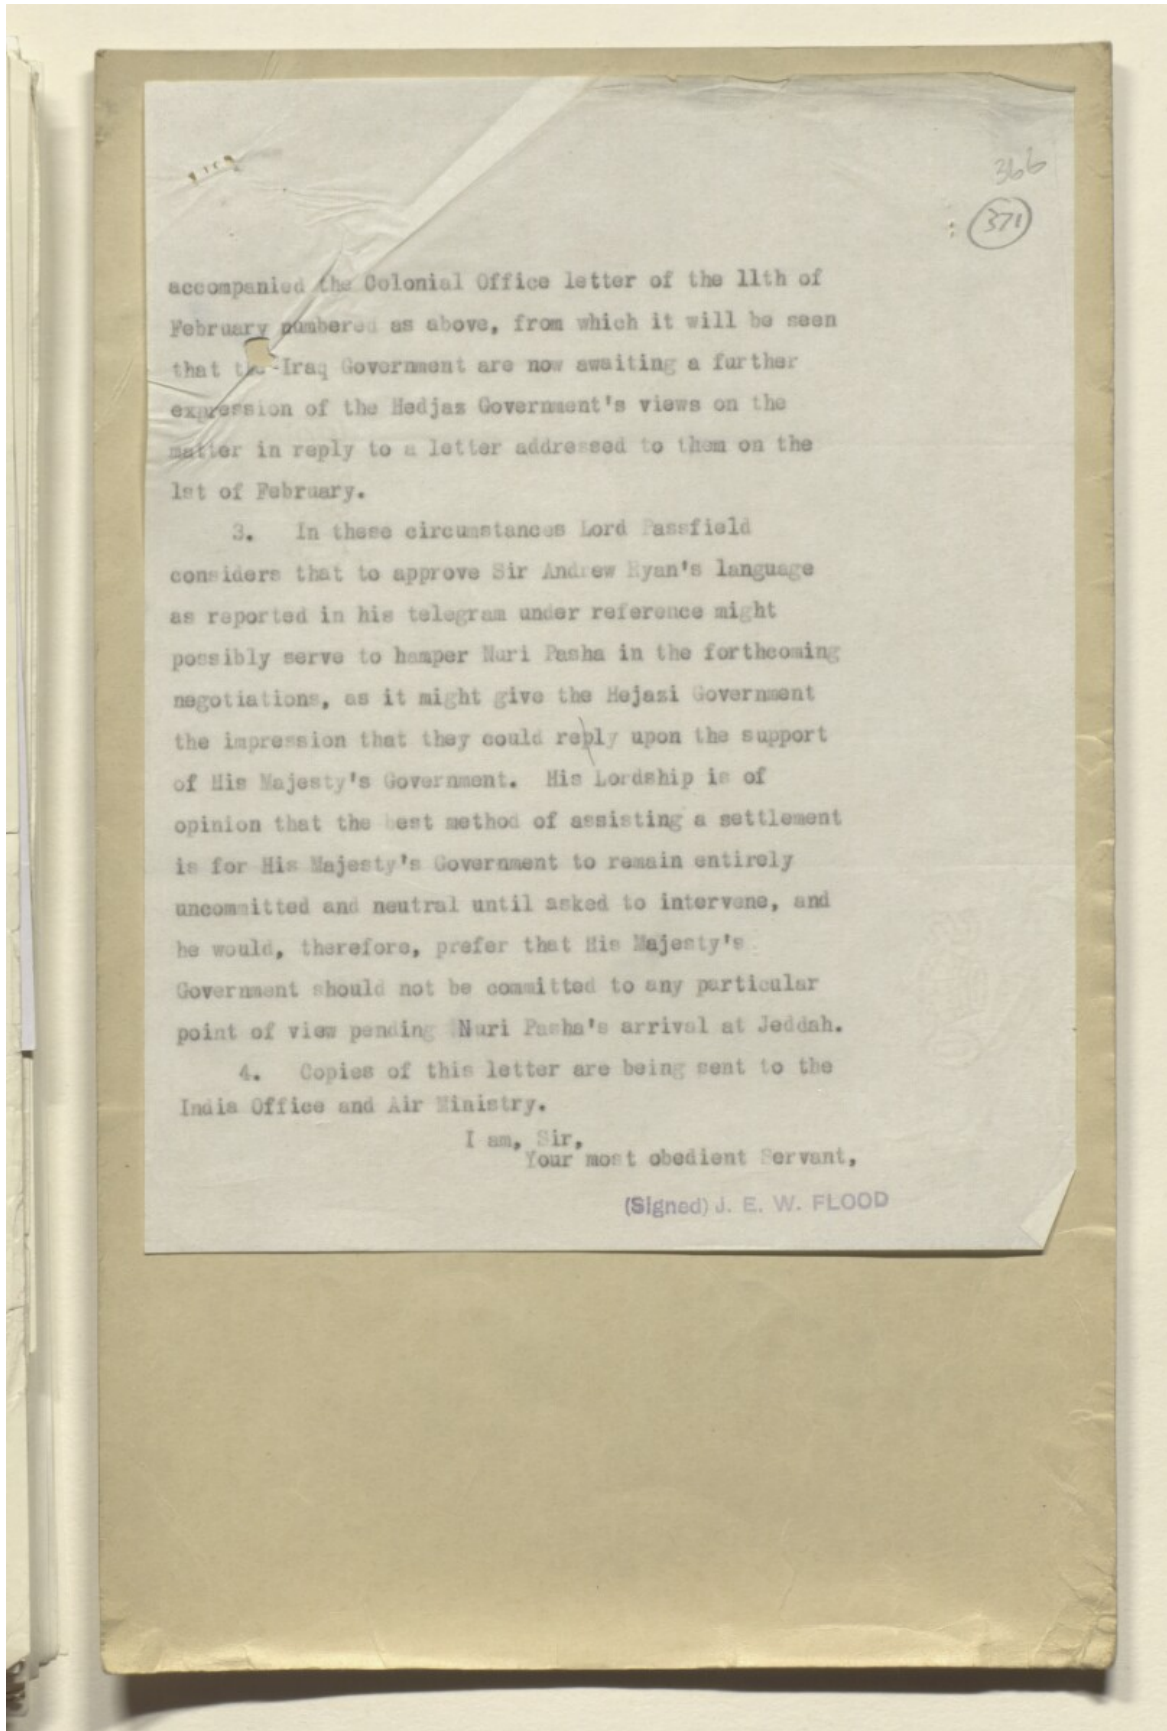 366
371
accompanied the Colonial Office letter of the 11th of
February numbered as above, from which it will be seen
that the Iraq Government are now awaiting a further
expression of the Hedjas Government's views on the
matter in reply to a letter addressed to them on the
1st of February.
3. In these circumstances Lord Passfield
considers that to approve Sir Andrew Ryan's language
as reported in his telegram under reference might
possibly serve to hamper Nuri Pasha in the forthcoming
negotiations, as it might give the Hejazi Government
the impression that they could reply upon the support
of His Majesty's Government. His Lordship is of
opinion that the best method of assisting a settlement
is for His Majesty's Government to remain entirely
uncommitted and neutral until asked to intervene, and
he would, therefore, prefer that His Majesty's
Government should not be committed to any particular
point of view pending Nuri Pasha's arrival at Jeddah.
4. Copies of this letter are being sent to the
India Office and Air Ministry.
I am, Sir,
Your most obedient Servant,
(Signed) J. E. W. FLOOD